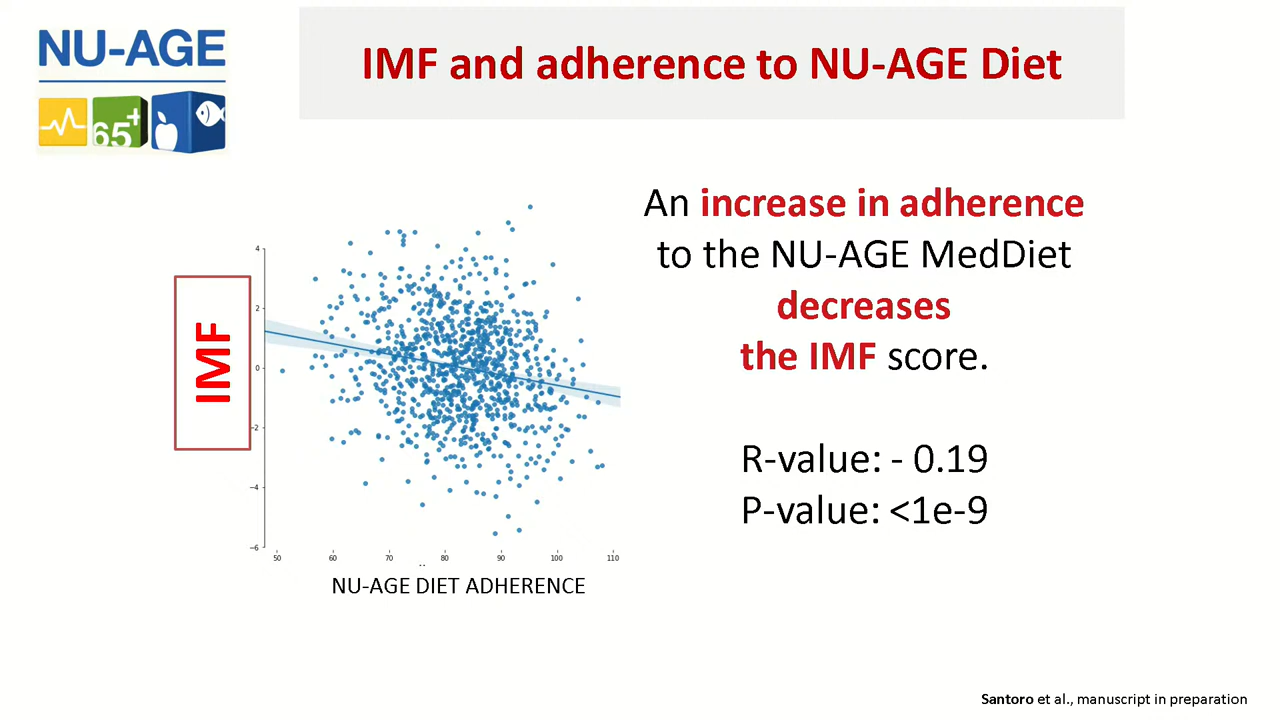 NU-AGE
65+
IMF and adherence to NU-AGE Diet
An increase in adherence
to the NU-AGE MedDiet
decreases
the IMF score.
R-value: - 0.19
P-value: <1e-9
IMF
4
2
0
-2
-4
-6
50 60 70 80 90 100 110
NU-AGE DIET ADHERENCE
Santoro et al., manuscript in preparation